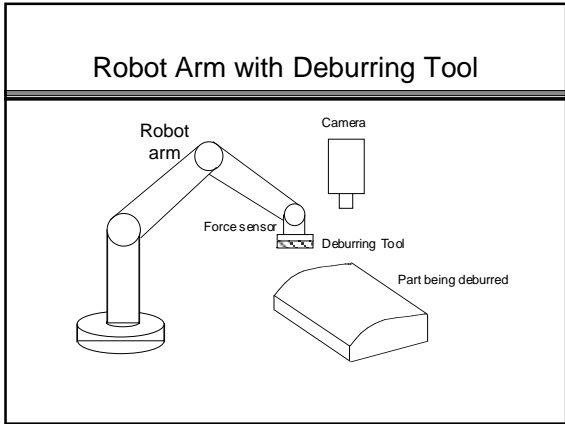 Robot Arm with Deburring Tool
Camera
Robot
arm
Force sensor
Deburring Tool
Part being deburred